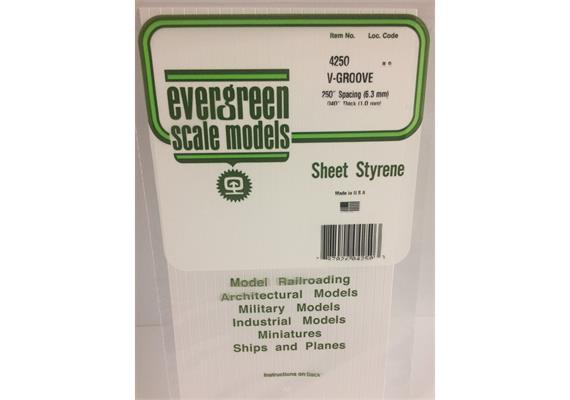 Item No. Loc. Code
4250
V-GROOVE
.250" Spacing (6.3 mm)
.040" Thick (1.0 mm)
evergreen
scale models
Sheet Styrene
Made in U S A
Model Railroading
Architectural Models
Military Models
Industrial Models
Miniatures
Ships and Planes
Instructions on Back